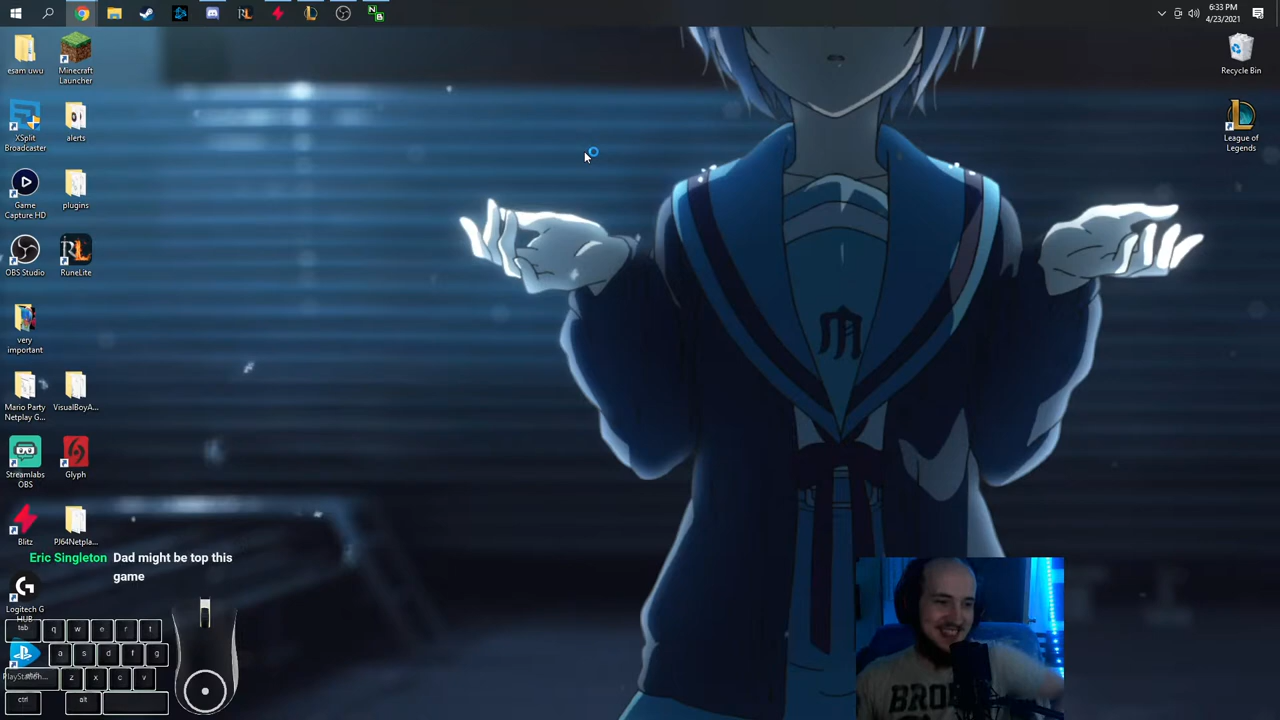 6:33 PM
4/23/2021
esam uwu
Minecraft
Launcher
Recycle Bin
XSplit
Broadcaster
alerts
League of
Legends
Game
Capture HD
plugins
OBS Studio
RuneLite
very
important
Mario Party
Netplay G...
VisualBoyA...
Streamlabs
OBS
Glyph
Blitz
PJ64Netpla...
Eric Singleton Dad might be top this
game
Logitech G
HUB
tab q w e r t
a s d f g
PlayStation...
z x c v
ctrl alt
BRO